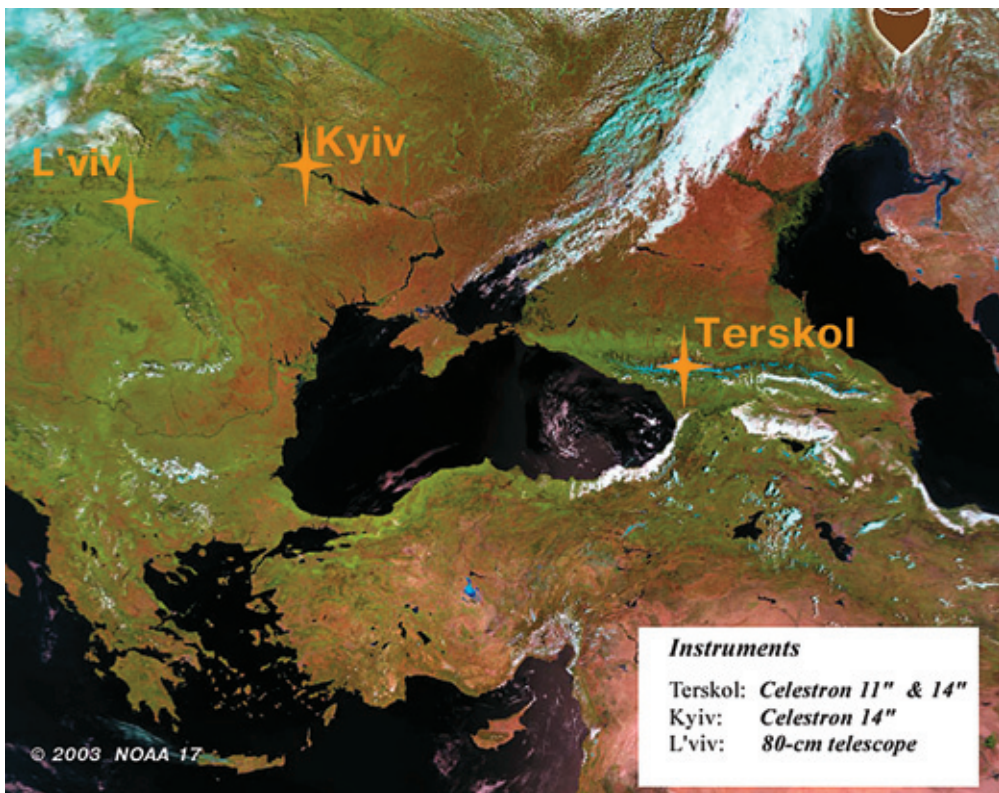 L'viv
Kyiv
Terskol
Instruments
Terskol: Celestron 11" & 14"
Kyiv: Celestron 14"
L'viv: 80-cm telescope
© 2003 NOAA 17